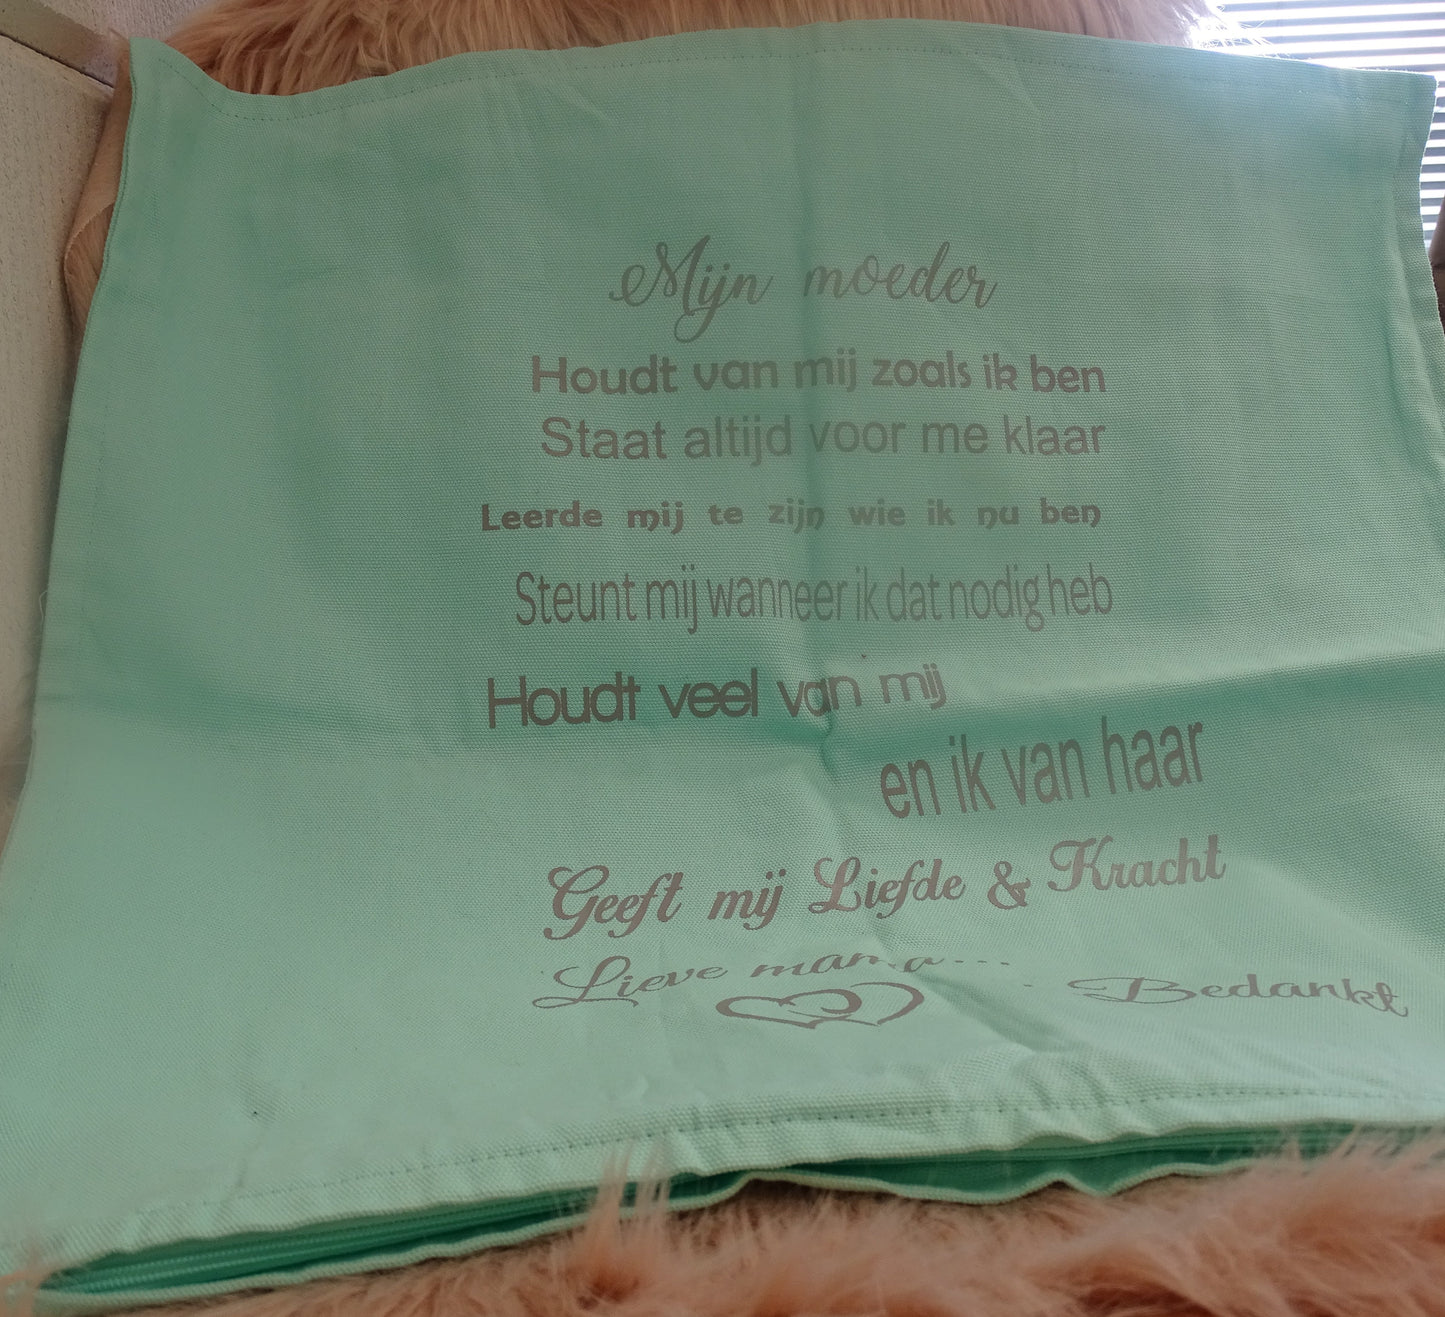 Mijn moeder
Houdt van mij zoals ik ben
Staat altijd voor me klaar
Leerde mij te zijn wie ik nu ben
Steunt mij wanneer ik dat nodig heb
Houdt veel van mij
en ik van haar
Geeft mij Liefde & Kracht
Lieve mama...
. Bedankt